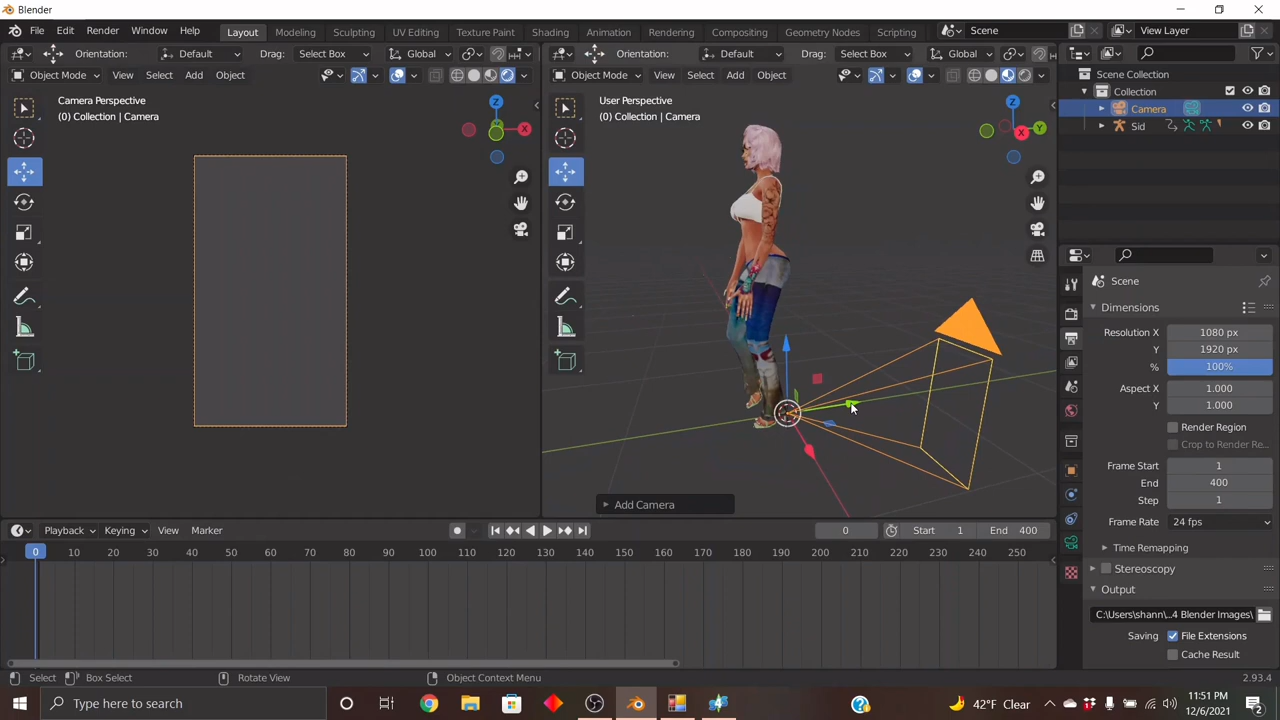 Blender
File Edit Render Window Help Layout Modeling Sculpting UV Editing Texture Paint Shading Animation Rendering Compositing Geometry Nodes Scripting Scene View Layer
Orientation: Default Drag: Select Box Global
Orientation: Default Drag: Select Box Global
Object Mode View Select Add Object
Object Mode View Select Add Object
Camera Perspective
(0) Collection | Camera
Z
X
User Perspective
(0) Collection | Camera
Z
Y
X
Add Camera
Scene Collection
Collection
Camera
Sid
Scene
Dimensions
Resolution X 1080 px
Y 1920 px
% 100%
Aspect X 1.000
Y 1.000
Render Region
Crop to Render Re...
Frame Start 1
End 400
Step 1
Frame Rate 24 fps
Time Remapping
Stereoscopy
Output
C:\Users\shann\...4 Blender Images\
Saving File Extensions
Cache Result
Playback Keying View Marker 0 Start 1 End 400
0 10 20 30 40 50 60 70 80 90 100 110 120 130 140 150 160 170 180 190 200 210 220 230 240 250
Select Box Select Rotate View Object Context Menu 2.93.4
Type here to search
42°F Clear
11:51 PM
12/6/2021
2